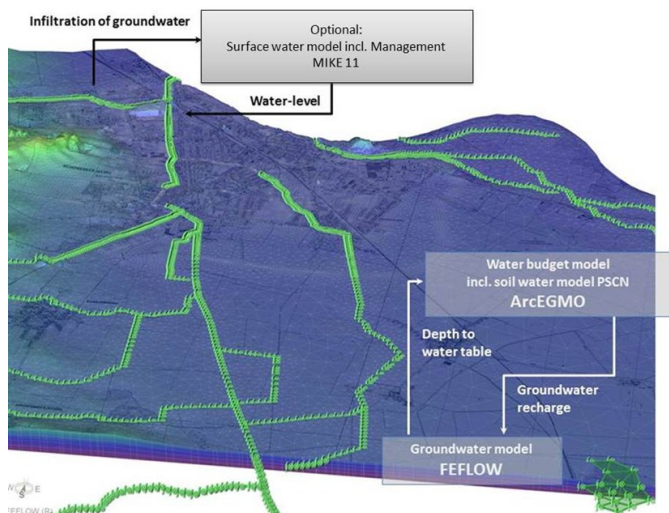 Infiltration of groundwater
Optional:
Surface water model incl. Management
MIKE 11
Water-level
Water budget model
incl. soil water model PSCN
ArcEGMO
Depth to
water table
Groundwater
recharge
Groundwater model
FEFLOW
E
S
FEFLOW (R)